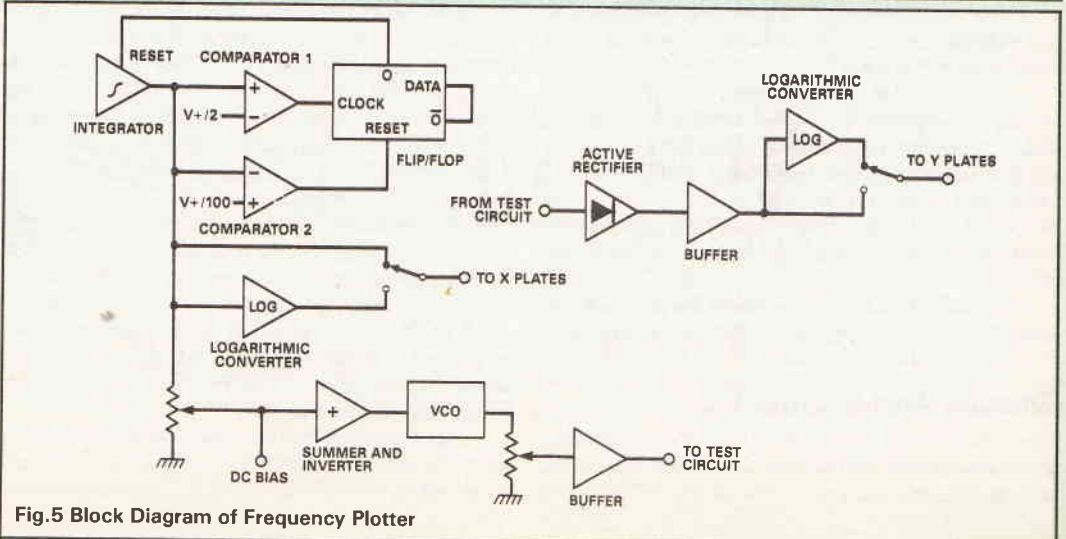 RESET
COMPARATOR 1
INTEGRATOR
+
V+/2
−
CLOCK
O
DATA
O̅
RESET
FLIP/FLOP
−
V+/100
+
COMPARATOR 2
TO X PLATES
LOG
LOGARITHMIC
CONVERTER
DC BIAS
+
SUMMER AND
INVERTER
VCO
BUFFER
TO TEST
CIRCUIT
FROM TEST
CIRCUIT
ACTIVE
RECTIFIER
BUFFER
LOGARITHMIC
CONVERTER
LOG
TO Y PLATES
Fig.5 Block Diagram of Frequency Plotter